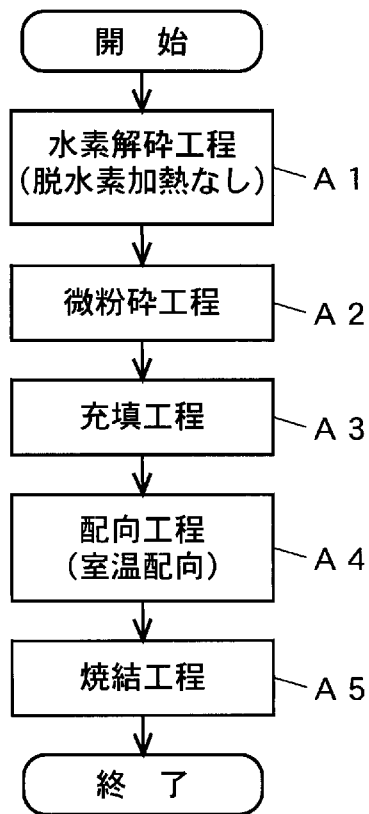 開　始
水素解砕工程
(脱水素加熱なし)
A 1
微粉砕工程
A 2
充填工程
A 3
配向工程
(室温配向)
A 4
焼結工程
A 5
終　了